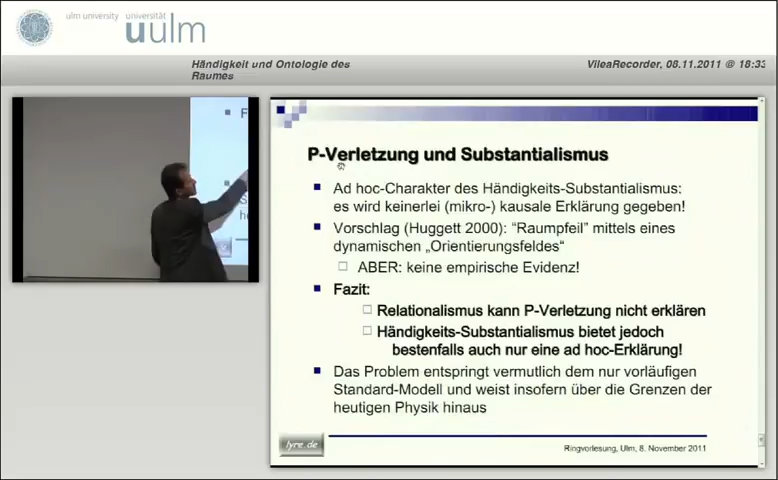 ulm university universität
uulm
Händigkeit und Ontologie des
Raumes
VileaRecorder, 08.11.2011 @ 18:33
P-Verletzung und Substantialismus
Ad hoc-Charakter des Händigkeits-Substantialismus:
es wird keinerlei (mikro-) kausale Erklärung gegeben!
Vorschlag (Huggett 2000): "Raumpfeil" mittels eines
dynamischen „Orientierungsfeldes“
ABER: keine empirische Evidenz!
Fazit:
Relationalismus kann P-Verletzung nicht erklären
Händigkeits-Substantialismus bietet jedoch
bestenfalls auch nur eine ad hoc-Erklärung!
Das Problem entspringt vermutlich dem nur vorläufigen
Standard-Modell und weist insofern über die Grenzen der
heutigen Physik hinaus
lyre.de
Ringvorlesung, Ulm, 8. November 2011